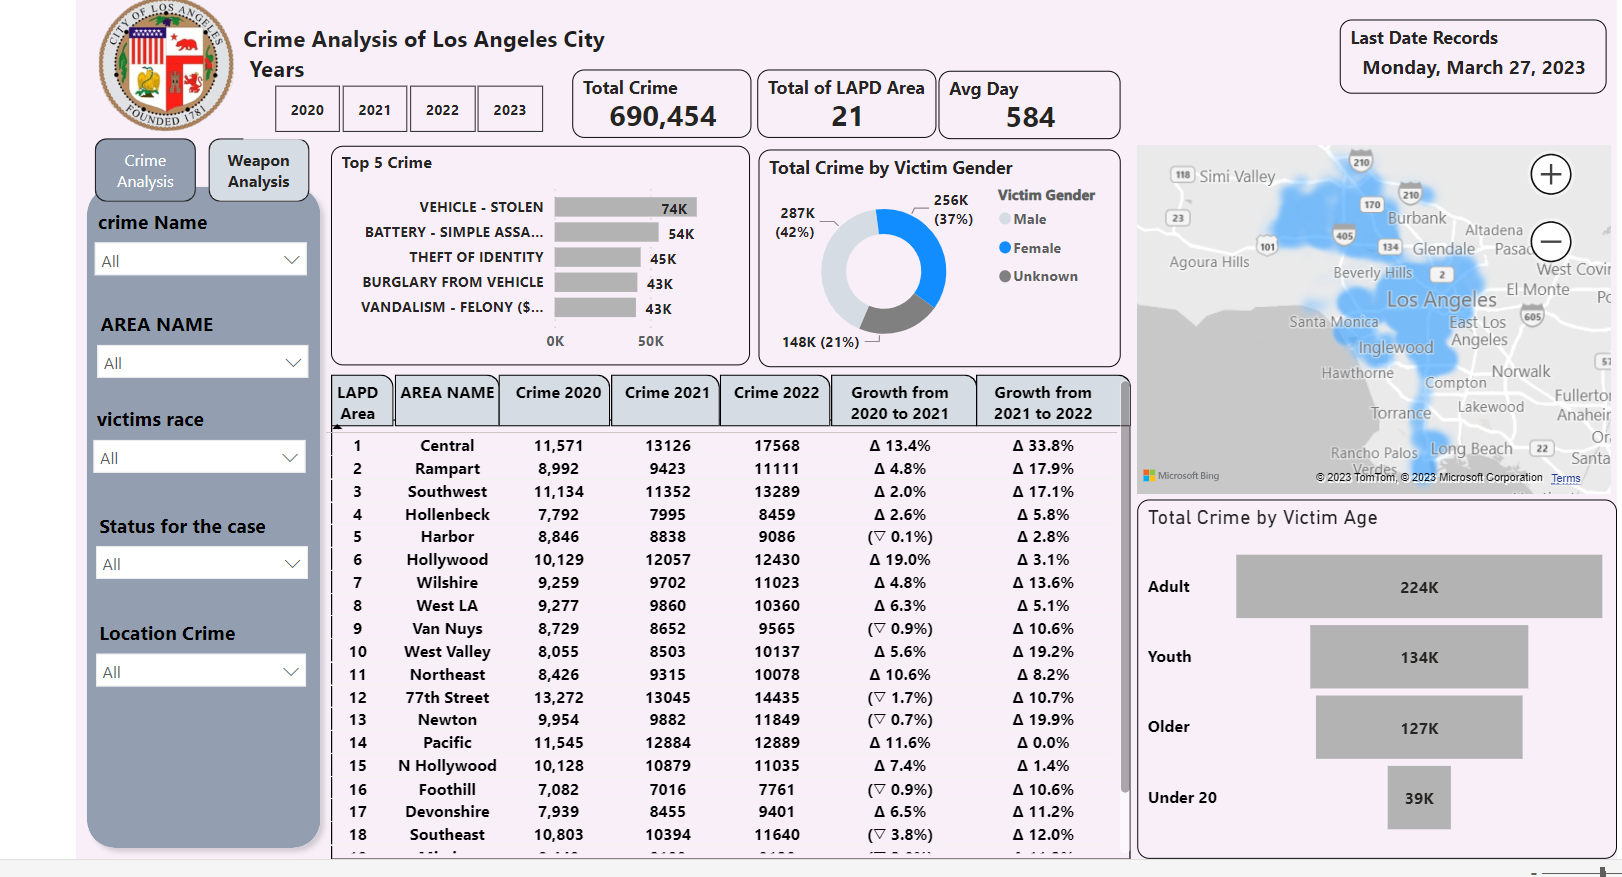 CITY OF LOS ANGELES
FOUNDED 1781
Crime Analysis of Los Angeles City
Years
2020
2021
2022
2023
Total Crime
690,454
Total of LAPD Area
21
Avg Day
584
Last Date Records
Monday, March 27, 2023
Crime
Analysis
Weapon
Analysis
crime Name
All
AREA NAME
All
victims race
All
Status for the case
All
Location Crime
All
Top 5 Crime
VEHICLE - STOLEN 74K
BATTERY - SIMPLE ASSA... 54K
THEFT OF IDENTITY 45K
BURGLARY FROM VEHICLE 43K
VANDALISM - FELONY ($... 43K
0K 50K
Total Crime by Victim Gender
287K
(42%)
256K
(37%)
148K (21%)
Victim Gender
Male
Female
Unknown
LAPD Area AREA NAME Crime 2020 Crime 2021 Crime 2022 Growth from 2020 to 2021 Growth from 2021 to 2022
1 Central 11,571 13126 17568 Δ 13.4% Δ 33.8%
2 Rampart 8,992 9423 11111 Δ 4.8% Δ 17.9%
3 Southwest 11,134 11352 13289 Δ 2.0% Δ 17.1%
4 Hollenbeck 7,792 7995 8459 Δ 2.6% Δ 5.8%
5 Harbor 8,846 8838 9086 (▽ 0.1%) Δ 2.8%
6 Hollywood 10,129 12057 12430 Δ 19.0% Δ 3.1%
7 Wilshire 9,259 9702 11023 Δ 4.8% Δ 13.6%
8 West LA 9,277 9860 10360 Δ 6.3% Δ 5.1%
9 Van Nuys 8,729 8652 9565 (▽ 0.9%) Δ 10.6%
10 West Valley 8,055 8503 10137 Δ 5.6% Δ 19.2%
11 Northeast 8,426 9315 10078 Δ 10.6% Δ 8.2%
12 77th Street 13,272 13045 14435 (▽ 1.7%) Δ 10.7%
13 Newton 9,954 9882 11849 (▽ 0.7%) Δ 19.9%
14 Pacific 11,545 12884 12889 Δ 11.6% Δ 0.0%
15 N Hollywood 10,128 10879 11035 Δ 7.4% Δ 1.4%
16 Foothill 7,082 7016 7761 (▽ 0.9%) Δ 10.6%
17 Devonshire 7,939 8455 9401 Δ 6.5% Δ 11.2%
18 Southeast 10,803 10394 11640 (▽ 3.8%) Δ 12.0%
210
118 Simi Valley
210
170
Burbank
23
405
Altadena
101
134
Glendale
Agoura Hills
Beverly Hills
2
West Covi
El Monte
Los Angeles
605
Santa Monica
East Los
Angeles
Inglewood
Hawthorne
Norwalk
Compton
Fullerto
Lakewood
Torrance
Anahei
Long Beach
22
Rancho Palos
Verdes
Santa
Microsoft Bing
© 2023 TomTom, © 2023 Microsoft Corporation Terms
Total Crime by Victim Age
Adult 224K
Youth 134K
Older 127K
Under 20 39K